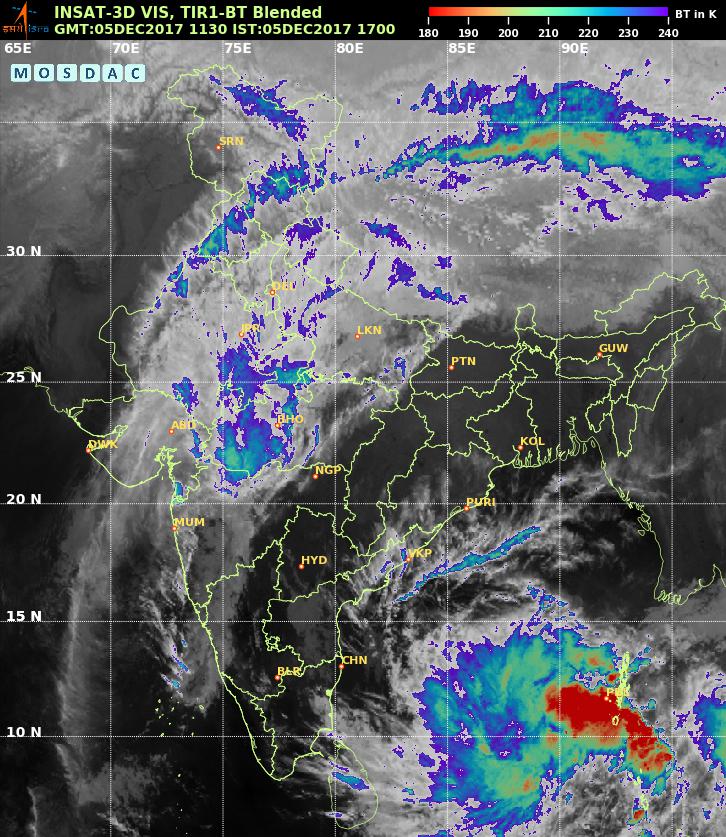 INSAT-3D VIS, TIR1-BT Blended
GMT:05DEC2017 1130 IST:05DEC2017 1700
BT in K
180 190 200 210 220 230 240
65E 70E 75E 80E 85E 90E
MOSDAC
SRN
30 N
DEL
JPR LKN
GUW
PTN
25 N
ABD BHO
DWK KOL
NGP
20 N
PURI
MUM
VKP
HYD
15 N
BLR CHN
10 N